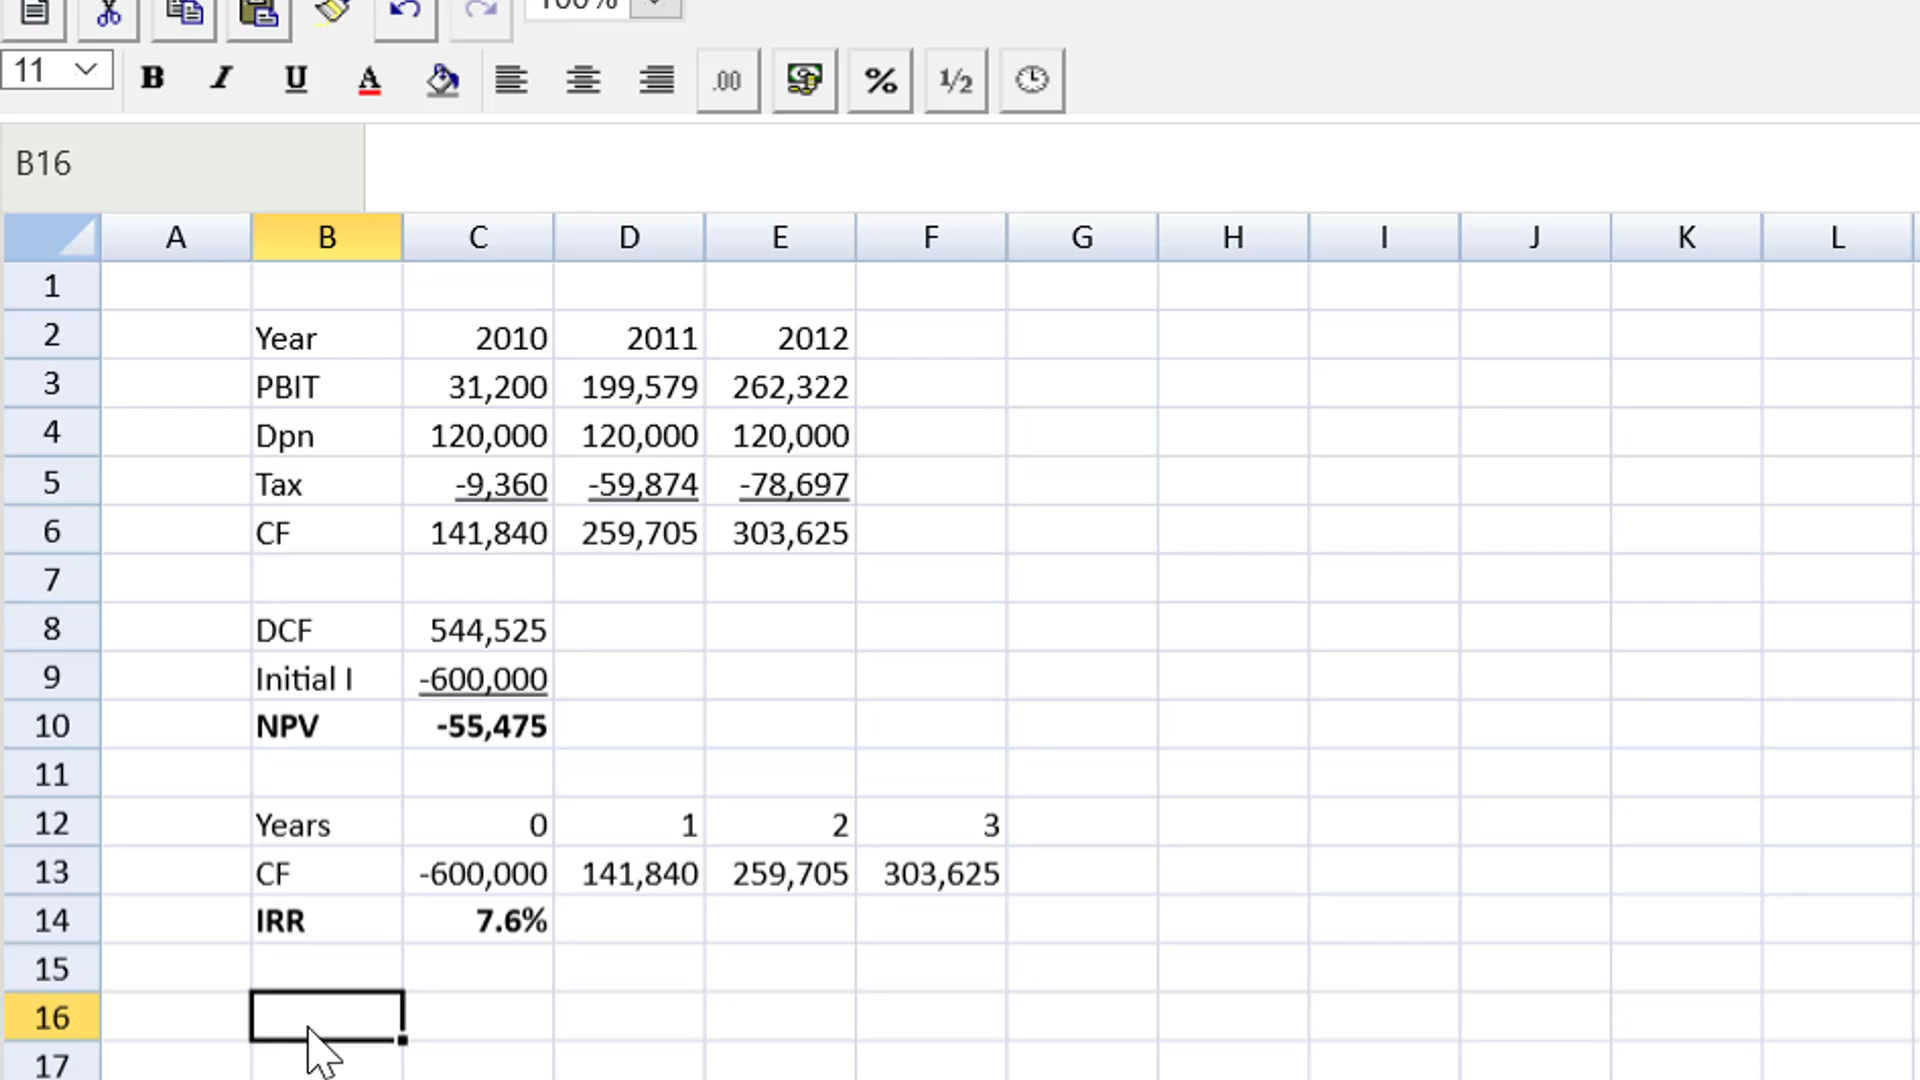 100%
11 B I U A .00 % 1/2
B16
A B C D E F G H I J K L
1
2 Year 2010 2011 2012
3 PBIT 31,200 199,579 262,322
4 Dpn 120,000 120,000 120,000
5 Tax -9,360 -59,874 -78,697
6 CF 141,840 259,705 303,625
7
8 DCF 544,525
9 Initial I -600,000
10 NPV -55,475
11
12 Years 0 1 2 3
13 CF -600,000 141,840 259,705 303,625
14 IRR 7.6%
15
16
17